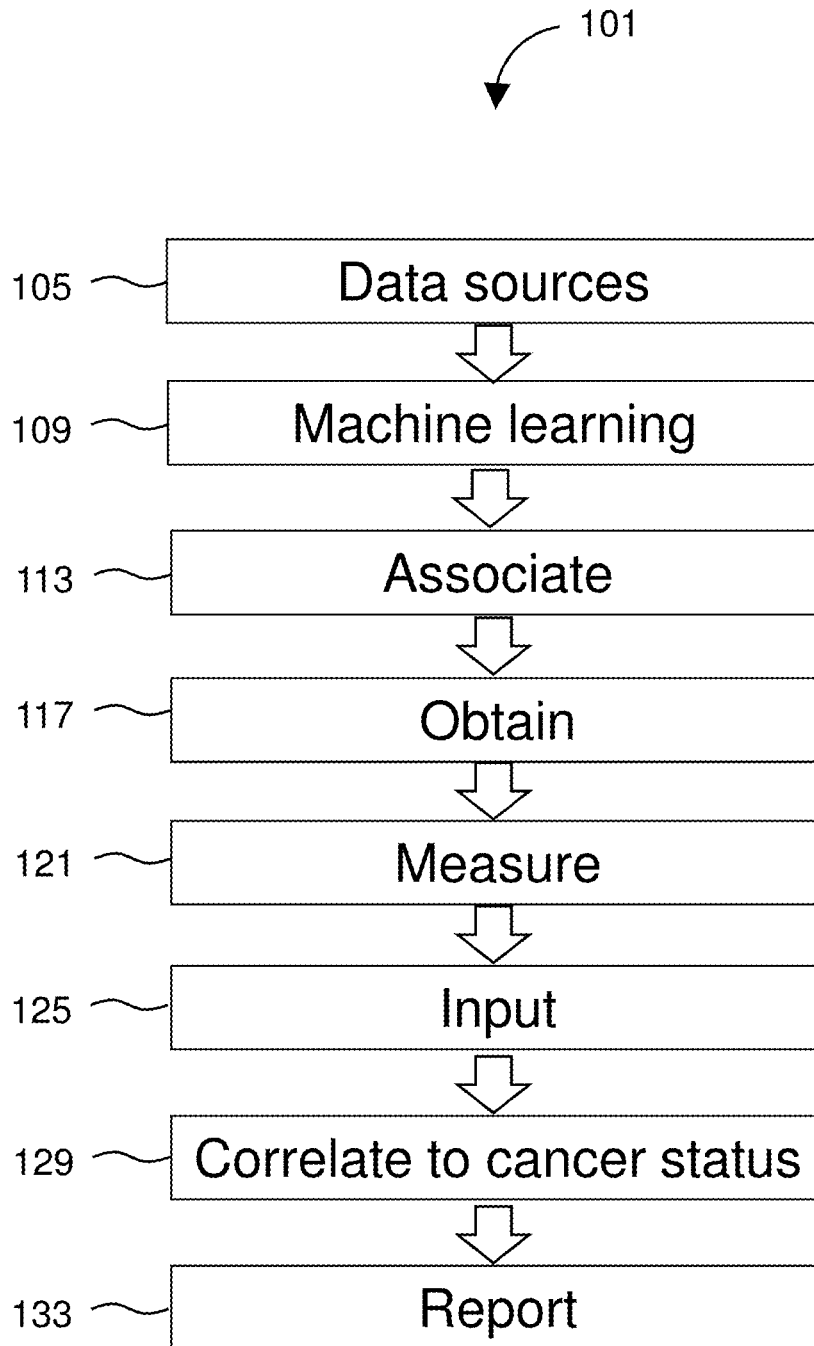 101
105 Data sources
109 Machine learning
113 Associate
117 Obtain
121 Measure
125 Input
129 Correlate to cancer status
133 Report